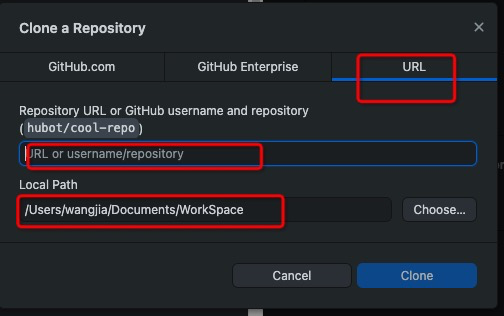 Clone a Repository
GitHub.com
GitHub Enterprise
URL
Repository URL or GitHub username and repository
(hubot/cool-repo)
URL or username/repository
Local Path
/Users/wangjia/Documents/WorkSpace
Choose...
Cancel
Clone